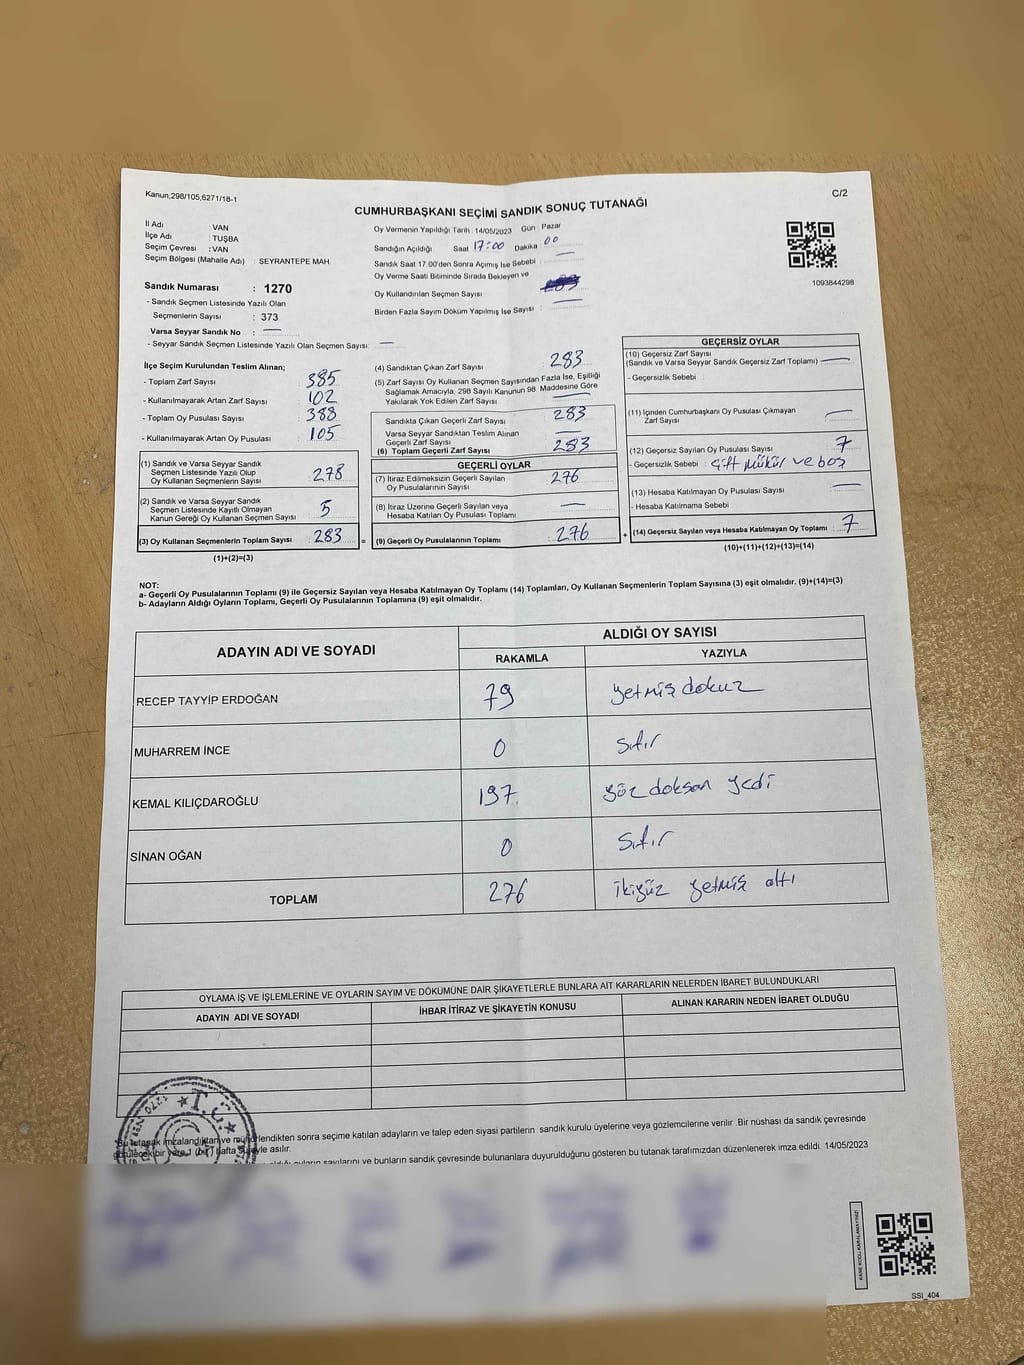 Kanun,298/105,6271/18-1
C/2
CUMHURBAŞKANI SEÇİMİ SANDIK SONUÇ TUTANAĞI
İl Adı : VAN
İlçe Adı : TUŞBA
Seçim Çevresi : VAN
Seçim Bölgesi (Mahalle Adı) : SEYRANTEPE MAH.
Sandık Numarası : 1270
- Sandık Seçmen Listesinde Yazılı Olan
Seçmenlerin Sayısı : 373
Varsa Seyyar Sandık No : —
- Seyyar Sandık Seçmen Listesinde Yazılı Olan Seçmen Sayısı: —
Oy Vermenin Yapıldığı Tarih : 14/05/2023 Gün Pazar
Sandığın Açıldığı Saat 17:00 Dakika : 00
Sandık Saat 17.00'den Sonra Açımış İse Sebebi : —
Oy Verme Saati Bitiminde Sırada Bekleyen ve
Oy Kullandırılan Seçmen Sayısı
Birden Fazla Sayım Döküm Yapılmış İse Sayısı : —
1093844298
İlçe Seçim Kurulundan Teslim Alınan;
- Toplam Zarf Sayısı : 385
- Kullanılmayarak Artan Zarf Sayısı : 102
- Toplam Oy Pusulası Sayısı : 388
- Kullanılmayarak Artan Oy Pusulası : 105
(1) Sandık ve Varsa Seyyar Sandık
Seçmen Listesinde Yazılı Olup
Oy Kullanan Seçmenlerin Sayısı : 278
(2) Sandık ve Varsa Seyyar Sandık
Seçmen Listesinde Kayıtlı Olmayan
Kanun Gereği Oy Kullanan Seçmen Sayısı : 5
(3) Oy Kullanan Seçmenlerin Toplam Sayısı : 283
(1)+(2)=(3)
(4) Sandıktan Çıkan Zarf Sayısı : 283
(5) Zarf Sayısı Oy Kullanan Seçmen Sayısından Fazla İse, Eşitliği
Sağlamak Amacıyla, 298 Sayılı Kanunun 98. Maddesine Göre
Yakılarak Yok Edilen Zarf Sayısı : —
Sandıkta Çıkan Geçerli Zarf Sayısı : 283
Varsa Seyyar Sandıktan Teslim Alınan
Geçerli Zarf Sayısı : —
(6) Toplam Geçerli Zarf Sayısı : 283
GEÇERLİ OYLAR
(7) İtiraz Edilmeksizin Geçerli Sayılan
Oy Pusulalarının Sayısı : 276
(8) İtiraz Üzerine Geçerli Sayılan veya
Hesaba Katılan Oy Pusulası Toplamı : —
= (9) Geçerli Oy Pusulalarının Toplamı : 276
GEÇERSİZ OYLAR
(10) Geçersiz Zarf Sayısı
(Sandık ve Varsa Seyyar Sandık Geçersiz Zarf Toplamı) —
- Geçersizlik Sebebi :
(11) İçinden Cumhurbaşkanı Oy Pusulası Çıkmayan
Zarf Sayısı : —
(12) Geçersiz Sayılan Oy Pusulası Sayısı : 7
- Geçersizlik Sebebi : Çift mükür ve boş
(13) Hesaba Katılmayan Oy Pusulası Sayısı : —
- Hesaba Katılmama Sebebi :
+ (14) Geçersiz Sayılan veya Hesaba Katılmayan Oy Toplamı : 7
(10)+(11)+(12)+(13)=(14)
NOT:
a- Geçerli Oy Pusulalarının Toplamı (9) ile Geçersiz Sayılan veya Hesaba Katılmayan Oy Toplamı (14) Toplamları, Oy Kullanan Seçmenlerin Toplam Sayısına (3) eşit olmalıdır. (9)+(14)=(3)
b- Adayların Aldığı Oyların Toplamı, Geçerli Oy Pusulalarının Toplamına (9) eşit olmalıdır.
ADAYIN ADI VE SOYADI ALDIĞI OY SAYISI
RAKAMLA YAZIYLA
RECEP TAYYİP ERDOĞAN 79 yetmiş dokuz
MUHARREM İNCE 0 sıfır
KEMAL KILIÇDAROĞLU 197. yüz doksan yedi
SİNAN OĞAN 0 Sıfır
TOPLAM 276 ikiyüz yetmiş altı
OYLAMA İŞ VE İŞLEMLERİNE VE OYLARIN SAYIM VE DÖKÜMÜNE DAİR ŞİKAYETLERLE BUNLARA AİT KARARLARIN NELERDEN İBARET BULUNDUKLARI
ADAYIN ADI VE SOYADI İHBAR İTİRAZ VE ŞİKAYETİN KONUSU ALINAN KARARIN NEDEN İBARET OLDUĞU
T.C.
*Bu tutanak imzalandıktan ve mühürlendikten sonra seçime katılan adayların ve talep eden siyasi partilerin sandık kurulu üyelerine veya gözlemcilerine verilir. Bir nüshası da sandık çevresinde
görülecek bir yere 1 (bir) hafta süreyle asılır.
sayılarını ve bunların sandık çevresinde bulunanlara duyurulduğunu gösteren bu tutanak tarafımızdan düzenlenerek imza edildi. 14/05/2023
KARE KODU KARALAMAYINIZ!
SSI_404